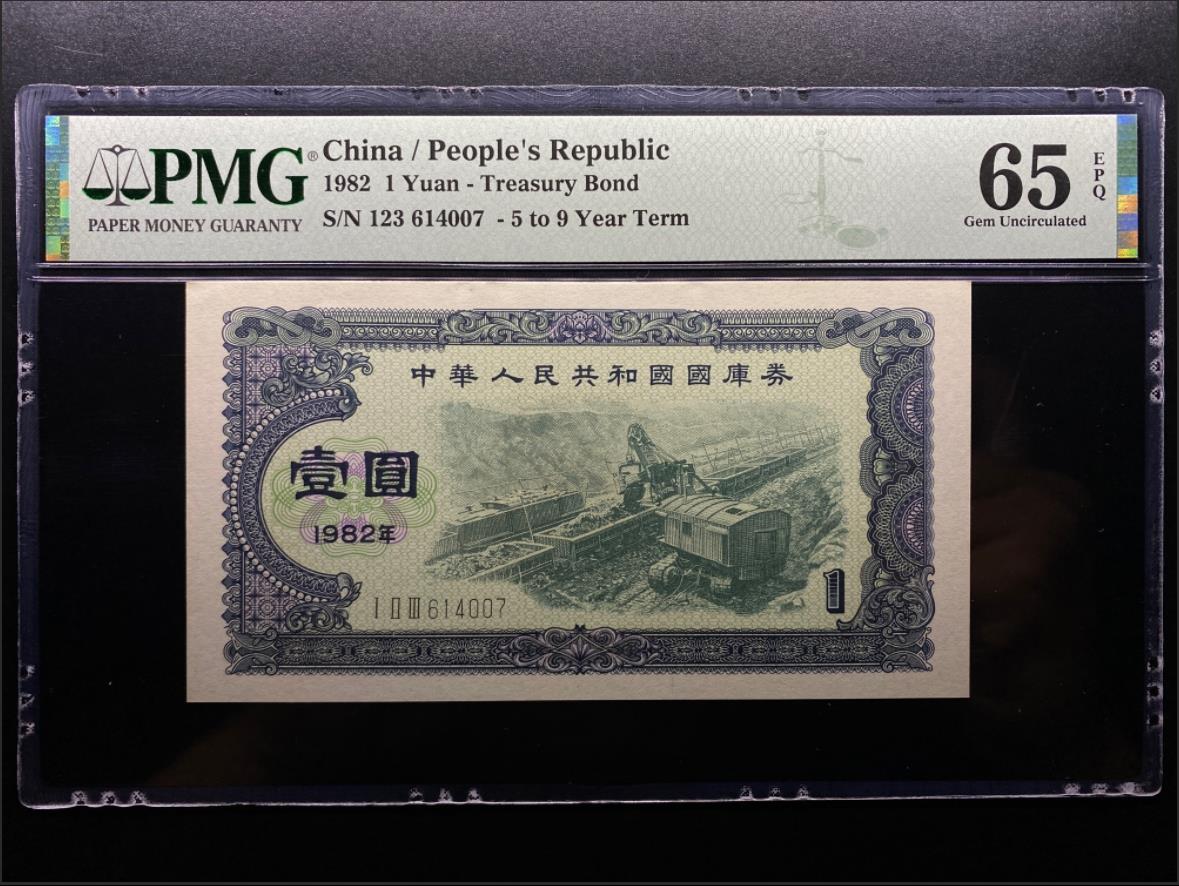 PMG®
PAPER MONEY GUARANTY
China / People's Republic
1982 1 Yuan - Treasury Bond
S/N 123 614007 - 5 to 9 Year Term
65
EPQ
Gem Uncirculated
中華人民共和國國庫券
壹圓
1982年
I II III 614007
1